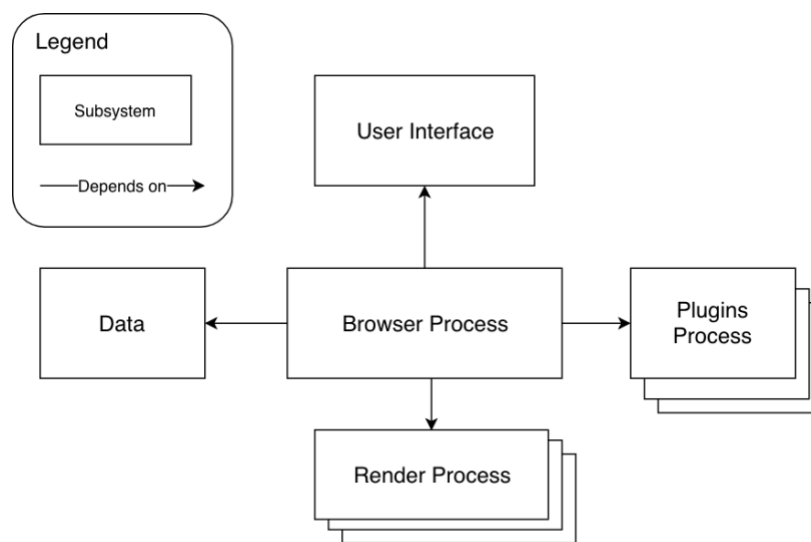 Legend
Subsystem
Depends on
User Interface
Data
Browser Process
Plugins
Process
Render Process